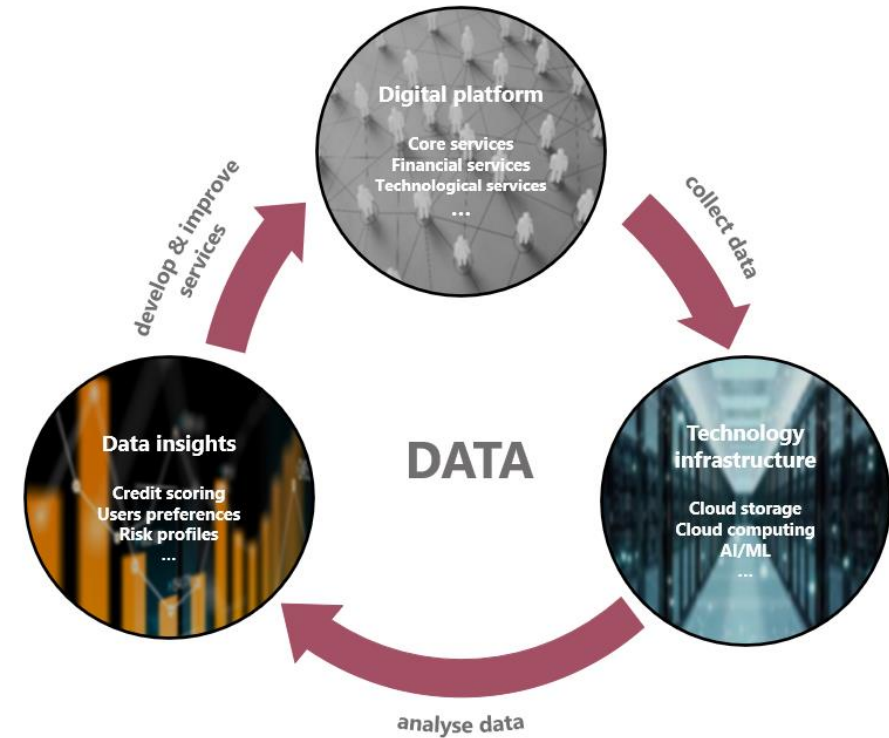 Digital platform
Core services
Financial services
Technological services
...
collect data
develop & improve
services
Data insights
Credit scoring
Users preferences
Risk profiles
...
DATA
Technology
infrastructure
Cloud storage
Cloud computing
AI/ML
...
analyse data